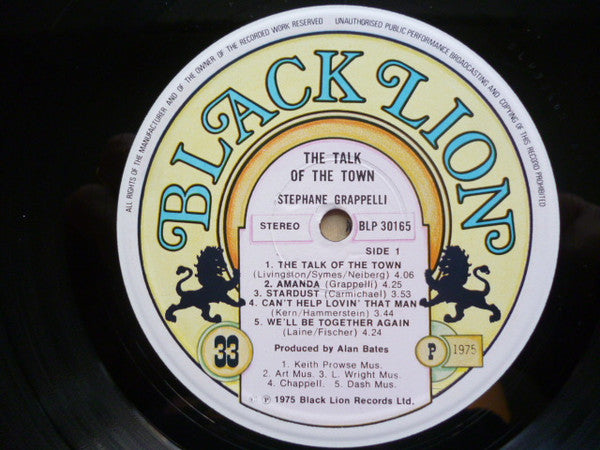 ALL RIGHTS OF THE MANUFACTURER AND OF THE OWNER OF THE RECORDED WORK RESERVED
UNAUTHORISED PUBLIC PERFORMANCE BROADCASTING AND COPYING OF THIS RECORD PROHIBITED
BLACK LION
THE TALK
OF THE TOWN
STEPHANE GRAPPELLI
STEREO BLP 30165
SIDE 1
1. THE TALK OF THE TOWN
(Livingston/Symes/Neiberg) 4.06
2. AMANDA (Grappelli) 4.25
3. STARDUST (Carmichael) 3.53
4. CAN'T HELP LOVIN' THAT MAN
(Kern/Hammerstein) 3.44
5. WE'LL BE TOGETHER AGAIN
(Laine/Fischer) 4.24
33 P 1975
Produced by Alan Bates
1. Keith Prowse Mus.
2. Art Mus. 3. L. Wright Mus.
4. Chappell. 5. Dash Mus.
℗ 1975 Black Lion Records Ltd.